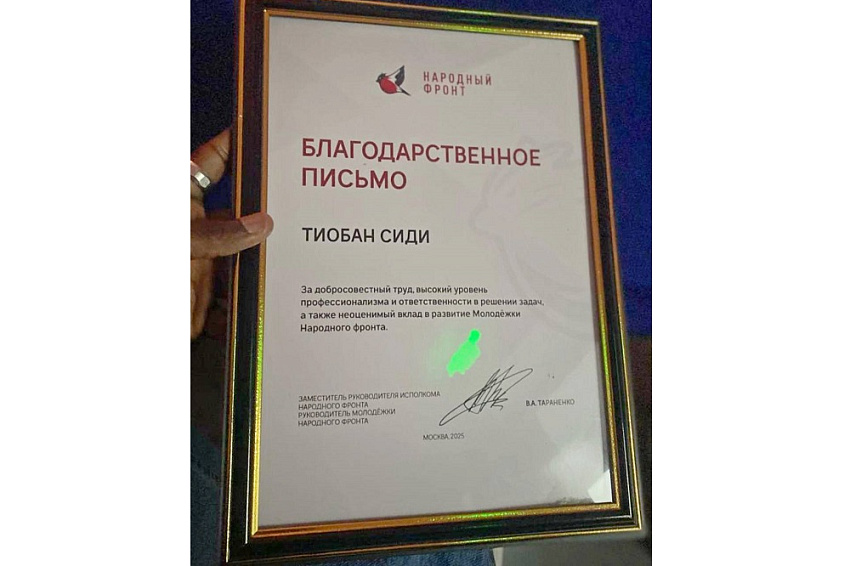 НАРОДНЫЙ
ФРОНТ
БЛАГОДАРСТВЕННОЕ
ПИСЬМО
ТИОБАН СИДИ
За добросовестный труд, высокий уровень
профессионализма и ответственности в решении задач,
а также неоценимый вклад в развитие Молодёжки
Народного фронта.
ЗАМЕСТИТЕЛЬ РУКОВОДИТЕЛЯ ИСПОЛКОМА
НАРОДНОГО ФРОНТА
РУКОВОДИТЕЛЬ МОЛОДЁЖКИ
НАРОДНОГО ФРОНТА
В.А. ТАРАНЕНКО
МОСКВА, 2025